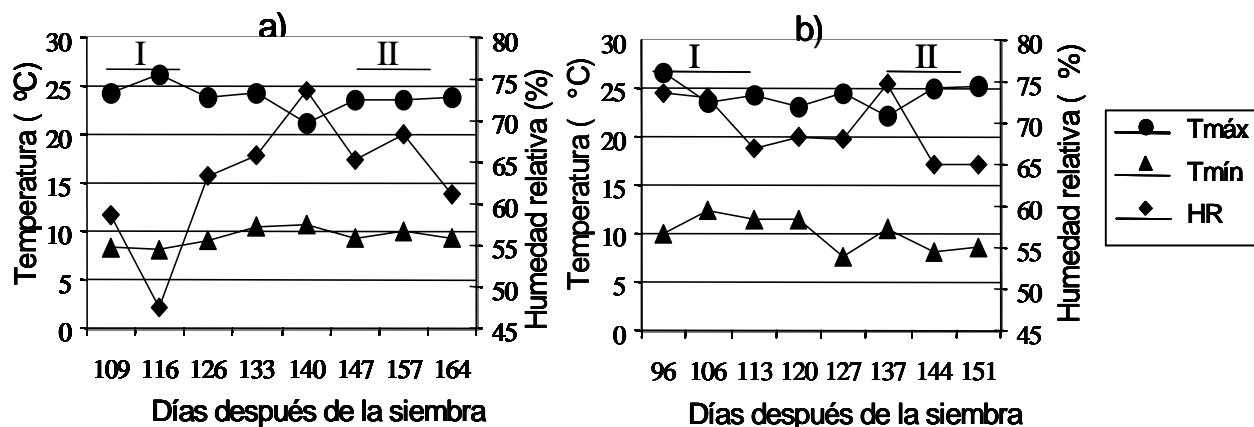 a)
I
II
30
25
20
15
10
5
0
Temperatura ( ºC)
80
75
70
65
60
55
50
45
Humedad relativa (%)
109 116 126 133 140 147 157 164
Días después de la siembra
b)
I
II
30
25
20
15
10
5
0
Temperatura ( °C)
80
75
70
65
60
55
50
45
Humedad relativa ( %)
96 106 113 120 127 137 144 151
Días después de la siembra
Tmáx
Tmín
HR